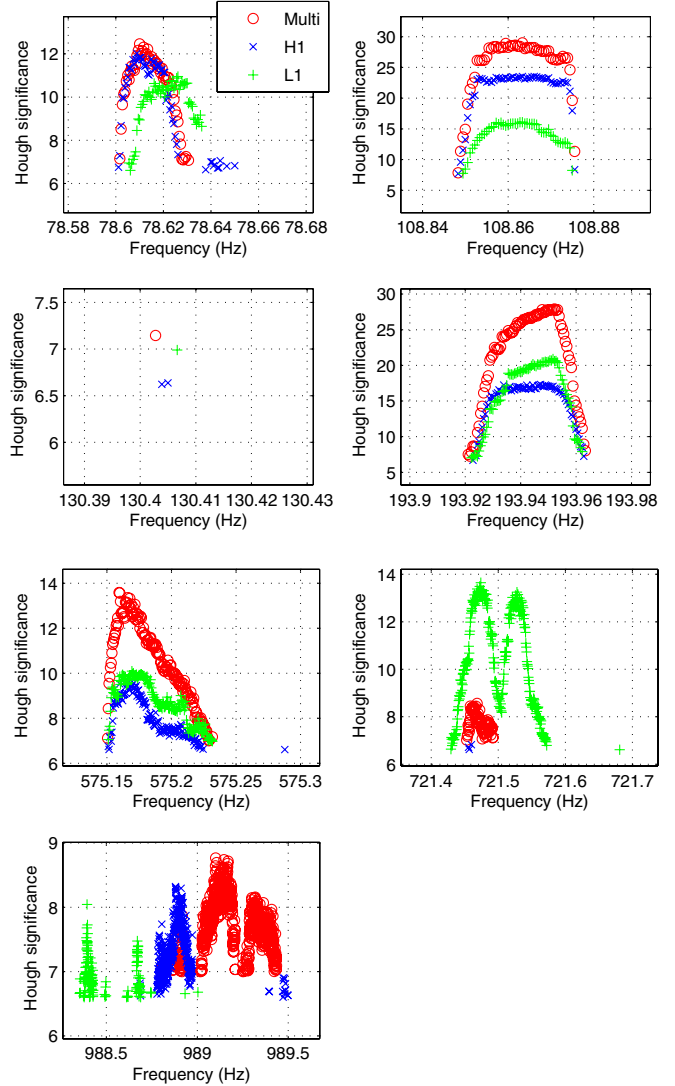 Multi
H1
L1
Hough significance
12
10
8
6
78.58 78.6 78.62 78.64 78.66 78.68
Frequency (Hz)
Hough significance
30
25
20
15
10
5
108.84 108.86 108.88
Frequency (Hz)
Hough significance
7.5
7
6.5
6
130.39 130.4 130.41 130.42 130.43
Frequency (Hz)
Hough significance
30
25
20
15
10
5
193.9 193.92 193.94 193.96 193.98
Frequency (Hz)
Hough significance
14
12
10
8
6
575.15 575.2 575.25 575.3
Frequency (Hz)
Hough significance
14
12
10
8
6
721.4 721.5 721.6 721.7
Frequency (Hz)
Hough significance
9
8
7
6
988.5 989 989.5
Frequency (Hz)